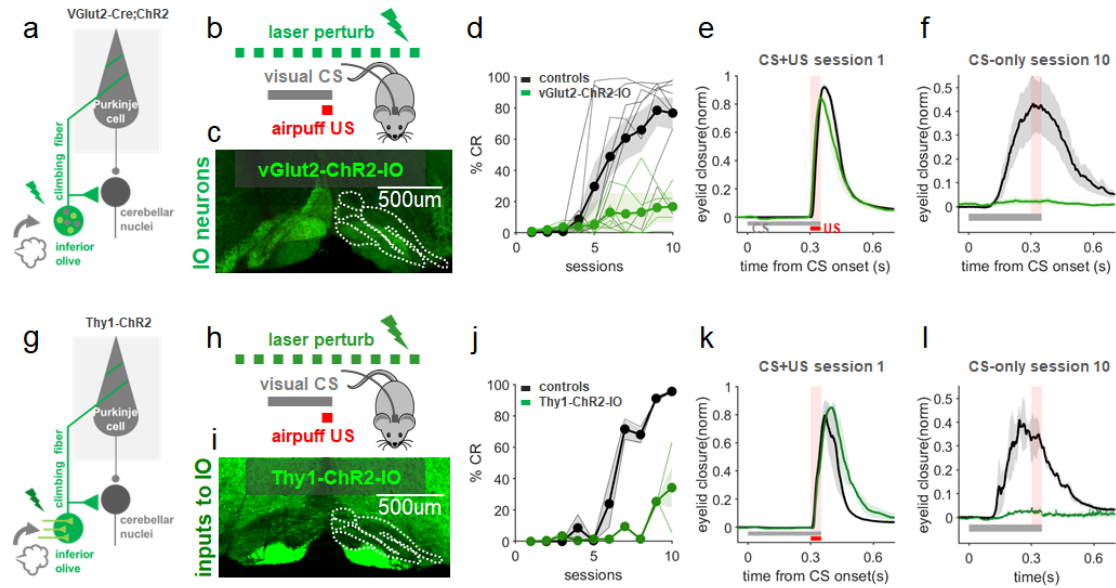 a
VGlut2-Cre;ChR2
Purkinje
cell
climbing fiber
cerebellar
nuclei
inferior
olive
b
laser perturb
visual CS
airpuff US
c
IO neurons
vGlut2-ChR2-IO
500um
d
100
80
60
40
20
0
% CR
controls
vGlut2-ChR2-IO
0
5
10
sessions
e
CS+US session 1
eyelid closure(norm)
1
0.8
0.6
0.4
0.2
0
CS
US
0
0.3
0.6
time from CS onset (s)
f
CS-only session 10
eyelid closure(norm)
0.5
0.4
0.3
0.2
0.1
0
0
0.3
0.6
time from CS onset (s)
g
Thy1-ChR2
Purkinje
cell
climbing fiber
cerebellar
nuclei
inferior
olive
h
laser perturb
visual CS
airpuff US
i
inputs to IO
Thy1-ChR2-IO
500um
j
100
80
60
40
20
0
% CR
controls
Thy1-ChR2-IO
0
5
10
sessions
k
CS+US session 1
eyelid closure(norm)
1
0.8
0.6
0.4
0.2
0
0
0.3
0.6
time from CS onset(s)
l
CS-only session 10
eyelid closure(norm)
0.5
0.4
0.3
0.2
0.1
0
0
0.3
0.6
time(s)